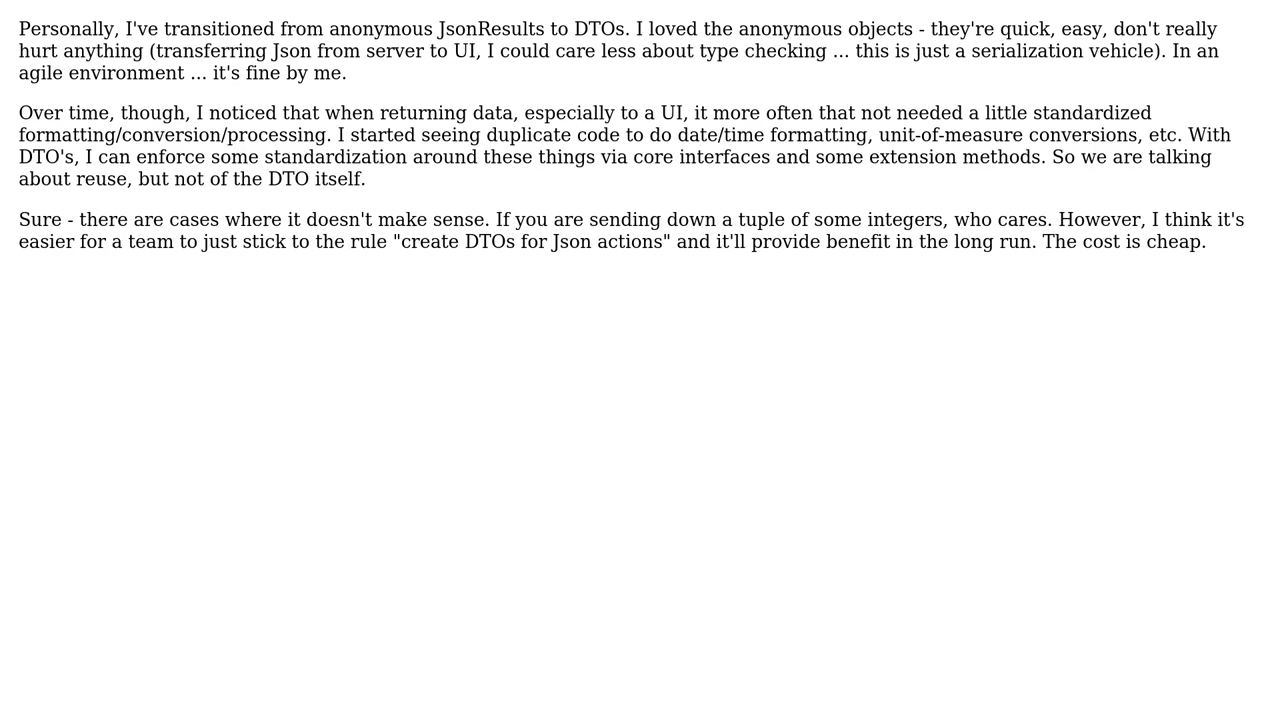 Personally, I've transitioned from anonymous JsonResults to DTOs. I loved the anonymous objects - they're quick, easy, don't really
hurt anything (transferring Json from server to UI, I could care less about type checking ... this is just a serialization vehicle). In an
agile environment ... it's fine by me.
Over time, though, I noticed that when returning data, especially to a UI, it more often that not needed a little standardized
formatting/conversion/processing. I started seeing duplicate code to do date/time formatting, unit-of-measure conversions, etc. With
DTO's, I can enforce some standardization around these things via core interfaces and some extension methods. So we are talking
about reuse, but not of the DTO itself.
Sure - there are cases where it doesn't make sense. If you are sending down a tuple of some integers, who cares. However, I think it's
easier for a team to just stick to the rule "create DTOs for Json actions" and it'll provide benefit in the long run. The cost is cheap.